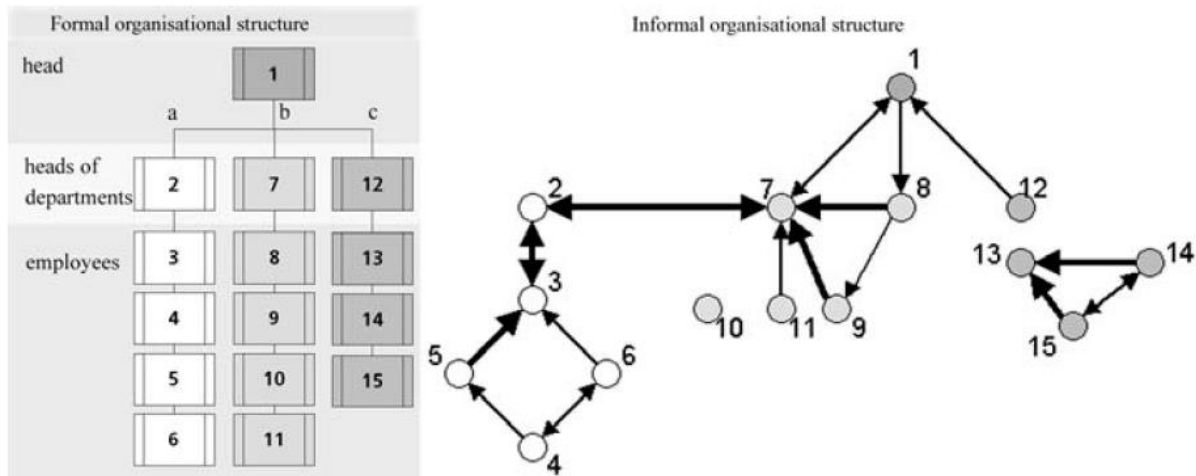 Formal organisational structure
head
1
a b c
heads of
departments
2 7 12
employees
3 8 13
4 9 14
5 10 15
6 11
Informal organisational structure
1
2 7 8 12
3 13 14
10 11 9
15
5 6
4